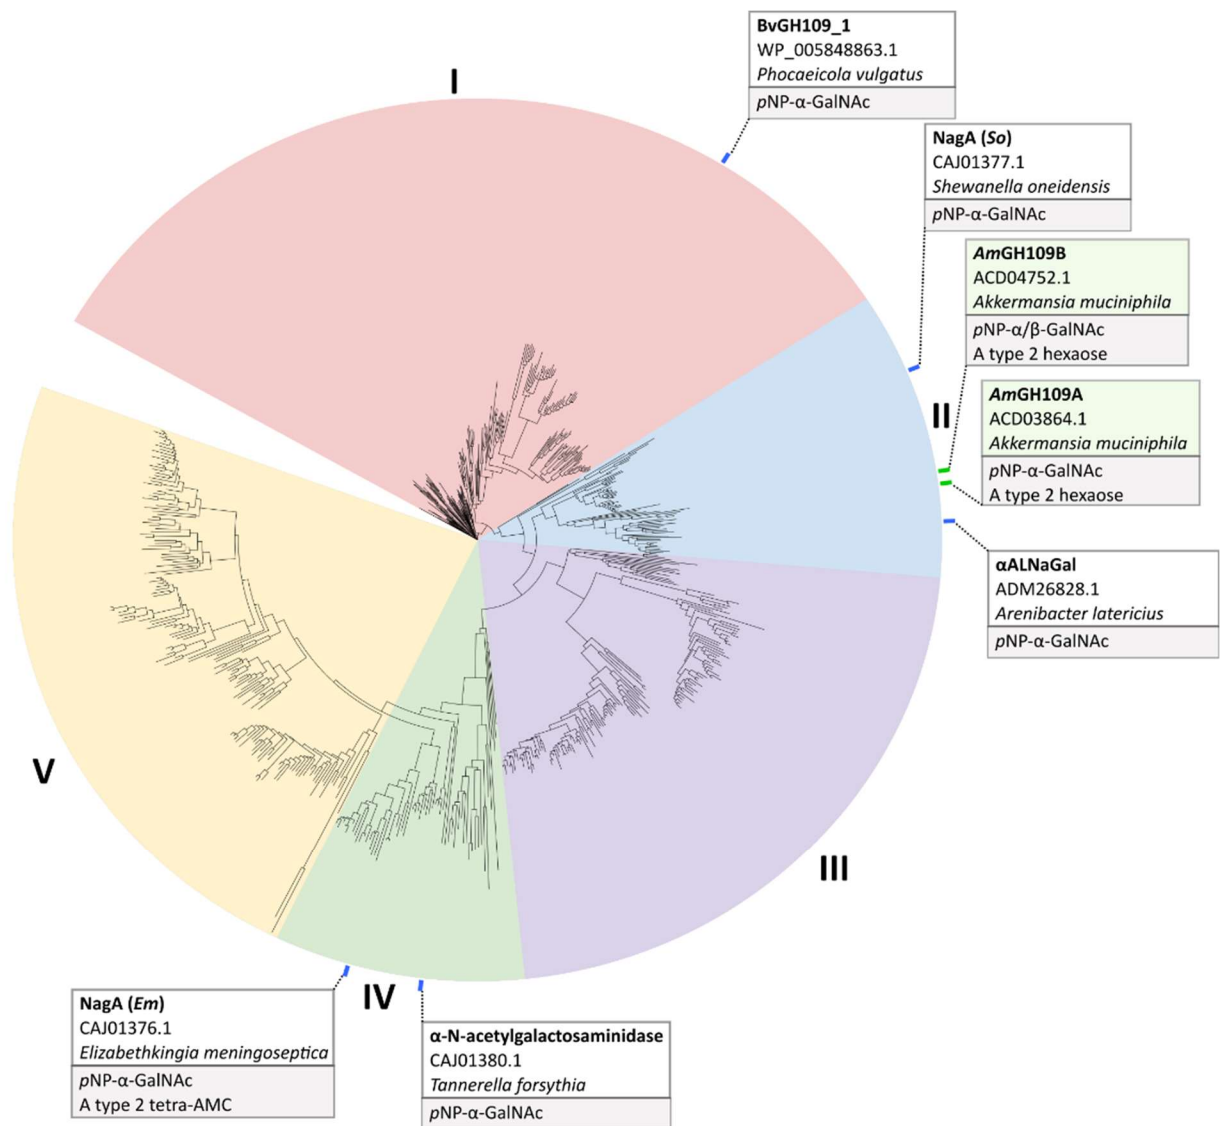 I
BvGH109_1
WP_005848863.1
Phocaeicola vulgatus
pNP-α-GalNAc
NagA (So)
CAJ01377.1
Shewanella oneidensis
pNP-α-GalNAc
AmGH109B
ACD04752.1
Akkermansia muciniphila
pNP-α/β-GalNAc
A type 2 hexaose
II
AmGH109A
ACD03864.1
Akkermansia muciniphila
pNP-α-GalNAc
A type 2 hexaose
αALNaGal
ADM26828.1
Arenibacter latericius
pNP-α-GalNAc
V
III
IV
NagA (Em)
CAJ01376.1
Elizabethkingia meningoseptica
pNP-α-GalNAc
A type 2 tetra-AMC
α-N-acetylgalactosaminidase
CAJ01380.1
Tannerella forsythia
pNP-α-GalNAc